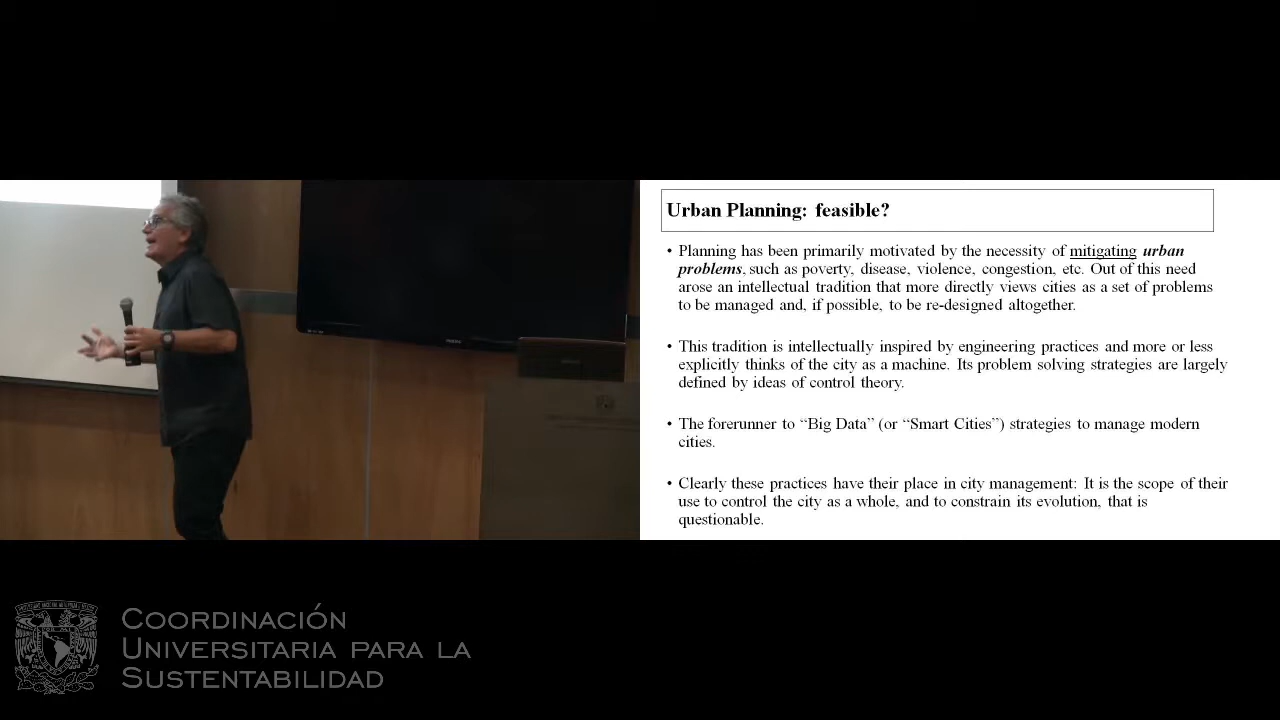 Urban Planning: feasible?
• Planning has been primarily motivated by the necessity of mitigating urban
problems, such as poverty, disease, violence, congestion, etc. Out of this need
arose an intellectual tradition that more directly views cities as a set of problems
to be managed and, if possible, to be re-designed altogether.
• This tradition is intellectually inspired by engineering practices and more or less
explicitly thinks of the city as a machine. Its problem solving strategies are largely
defined by ideas of control theory.
• The forerunner to “Big Data” (or “Smart Cities”) strategies to manage modern
cities.
• Clearly these practices have their place in city management: It is the scope of their
use to control the city as a whole, and to constrain its evolution, that is
questionable.
COORDINACIÓN
UNIVERSITARIA PARA LA
SUSTENTABILIDAD